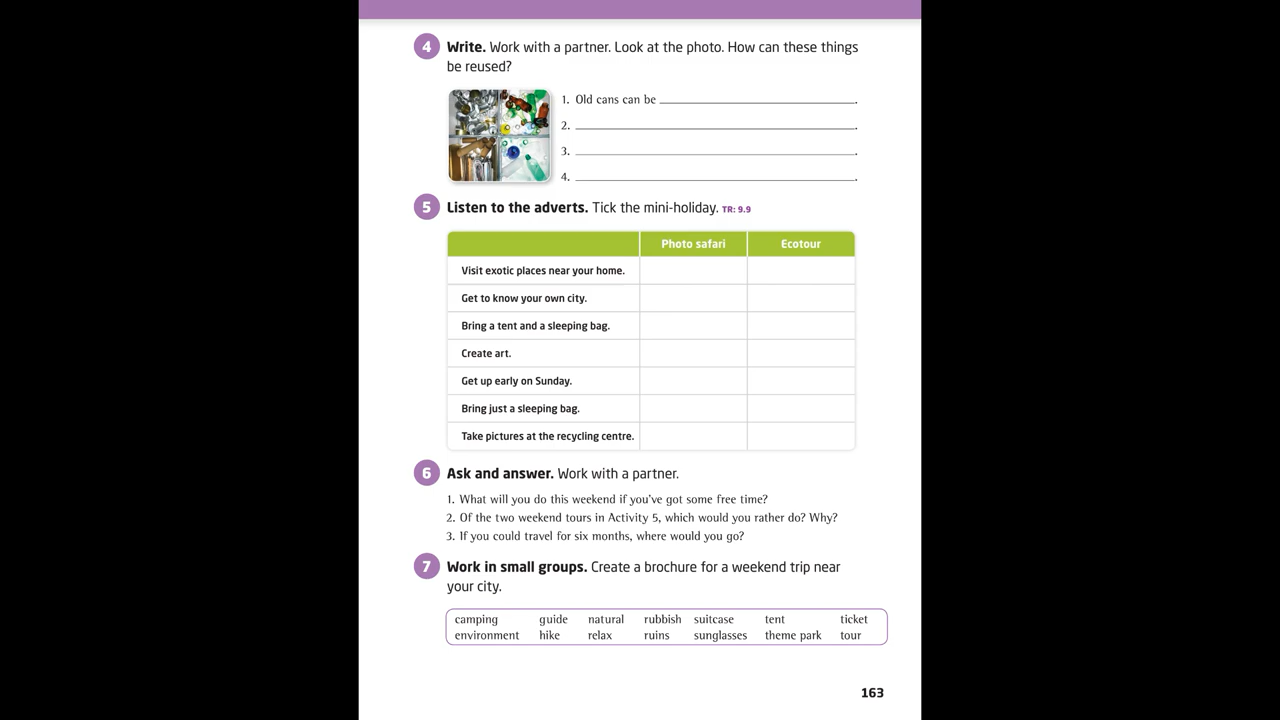 4 Write. Work with a partner. Look at the photo. How can these things
be reused?
1. Old cans can be ______.
2. ______.
3. ______.
4. ______.
5 Listen to the adverts. Tick the mini-holiday. TR: 9.9
Photo safari Ecotour
Visit exotic places near your home.
Get to know your own city.
Bring a tent and a sleeping bag.
Create art.
Get up early on Sunday.
Bring just a sleeping bag.
Take pictures at the recycling centre.
6 Ask and answer. Work with a partner.
1. What will you do this weekend if you've got some free time?
2. Of the two weekend tours in Activity 5, which would you rather do? Why?
3. If you could travel for six months, where would you go?
7 Work in small groups. Create a brochure for a weekend trip near
your city.
camping guide natural rubbish suitcase tent ticket
environment hike relax ruins sunglasses theme park tour
163